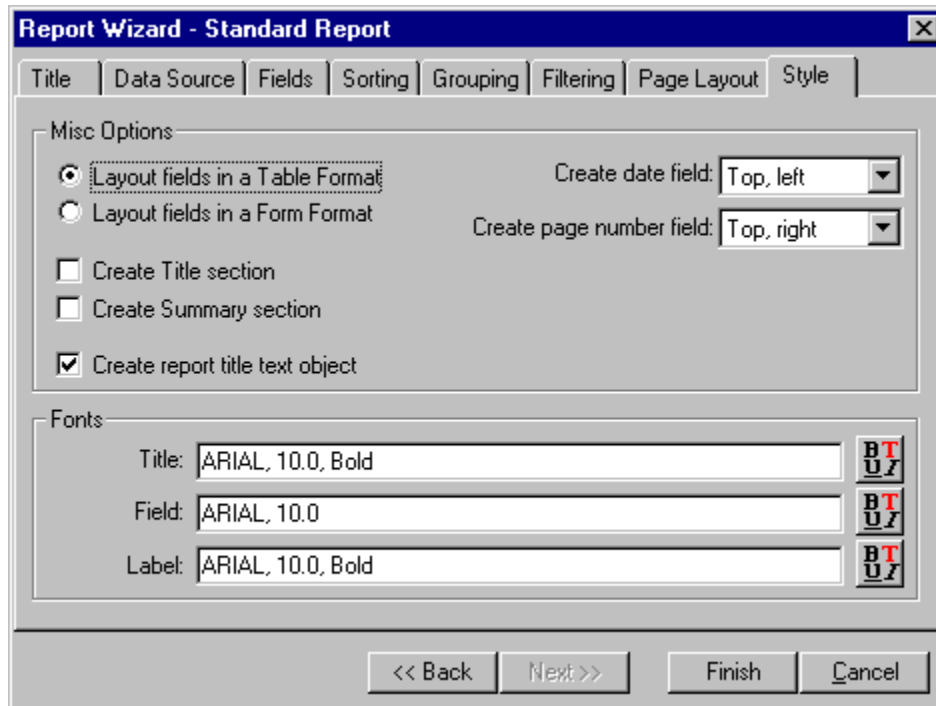 Report Wizard - Standard Report
Title Data Source Fields Sorting Grouping Filtering Page Layout Style
Misc Options
Layout fields in a Table Format Create date field: Top, left
Layout fields in a Form Format Create page number field: Top, right
Create Title section
Create Summary section
Create report title text object
Fonts
Title: ARIAL, 10.0, Bold BTUI
Field: ARIAL, 10.0 BTUI
Label: ARIAL, 10.0, Bold BTUI
<< Back Next >> Finish Cancel